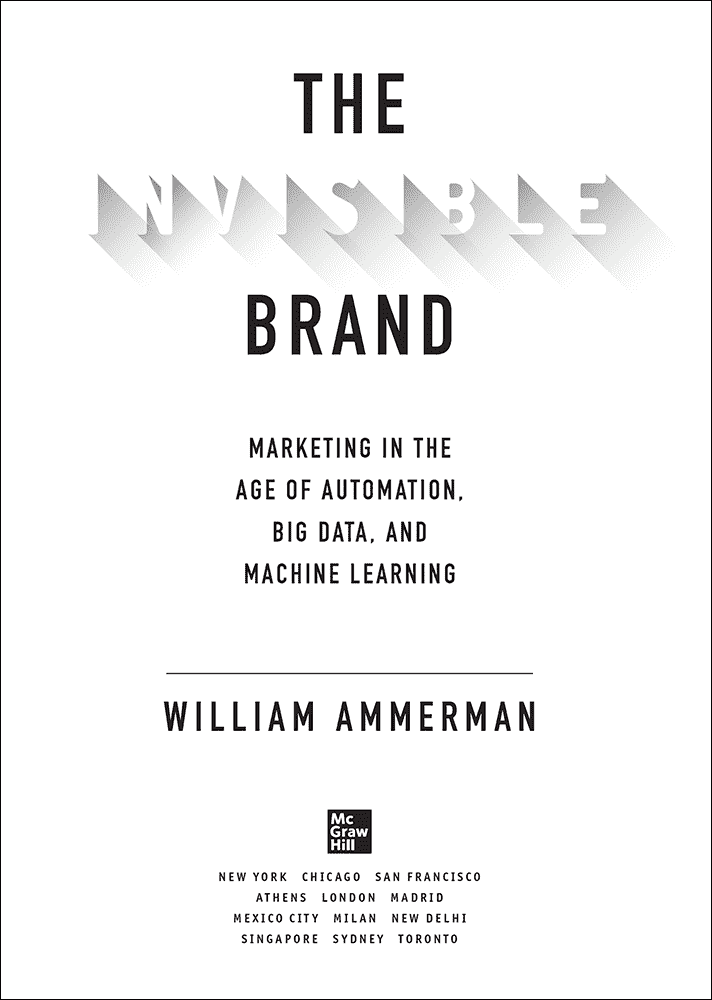 THE
INVISIBLE
BRAND
MARKETING IN THE
AGE OF AUTOMATION,
BIG DATA, AND
MACHINE LEARNING
WILLIAM AMMERMAN
Mc
Graw
Hill
NEW YORK CHICAGO SAN FRANCISCO
ATHENS LONDON MADRID
MEXICO CITY MILAN NEW DELHI
SINGAPORE SYDNEY TORONTO